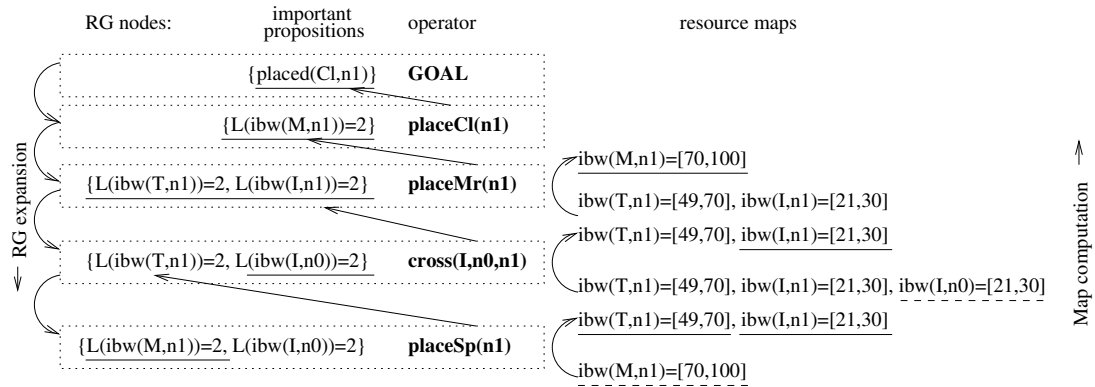 RG nodes: important propositions operator resource maps
{placed(Cl,n1)} GOAL
{L(ibw(M,n1))=2} placeCl(n1)
ibw(M,n1)=[70,100]
{L(ibw(T,n1))=2, L(ibw(I,n1))=2} placeMr(n1)
ibw(T,n1)=[49,70], ibw(I,n1)=[21,30]
ibw(T,n1)=[49,70], ibw(I,n1)=[21,30]
{L(ibw(T,n1))=2, L(ibw(I,n0))=2} cross(I,n0,n1)
ibw(T,n1)=[49,70], ibw(I,n1)=[21,30], ibw(I,n0)=[21,30]
ibw(T,n1)=[49,70], ibw(I,n1)=[21,30]
{L(ibw(M,n1))=2, L(ibw(I,n0))=2} placeSp(n1)
ibw(M,n1)=[70,100]
RG expansion
Map computation